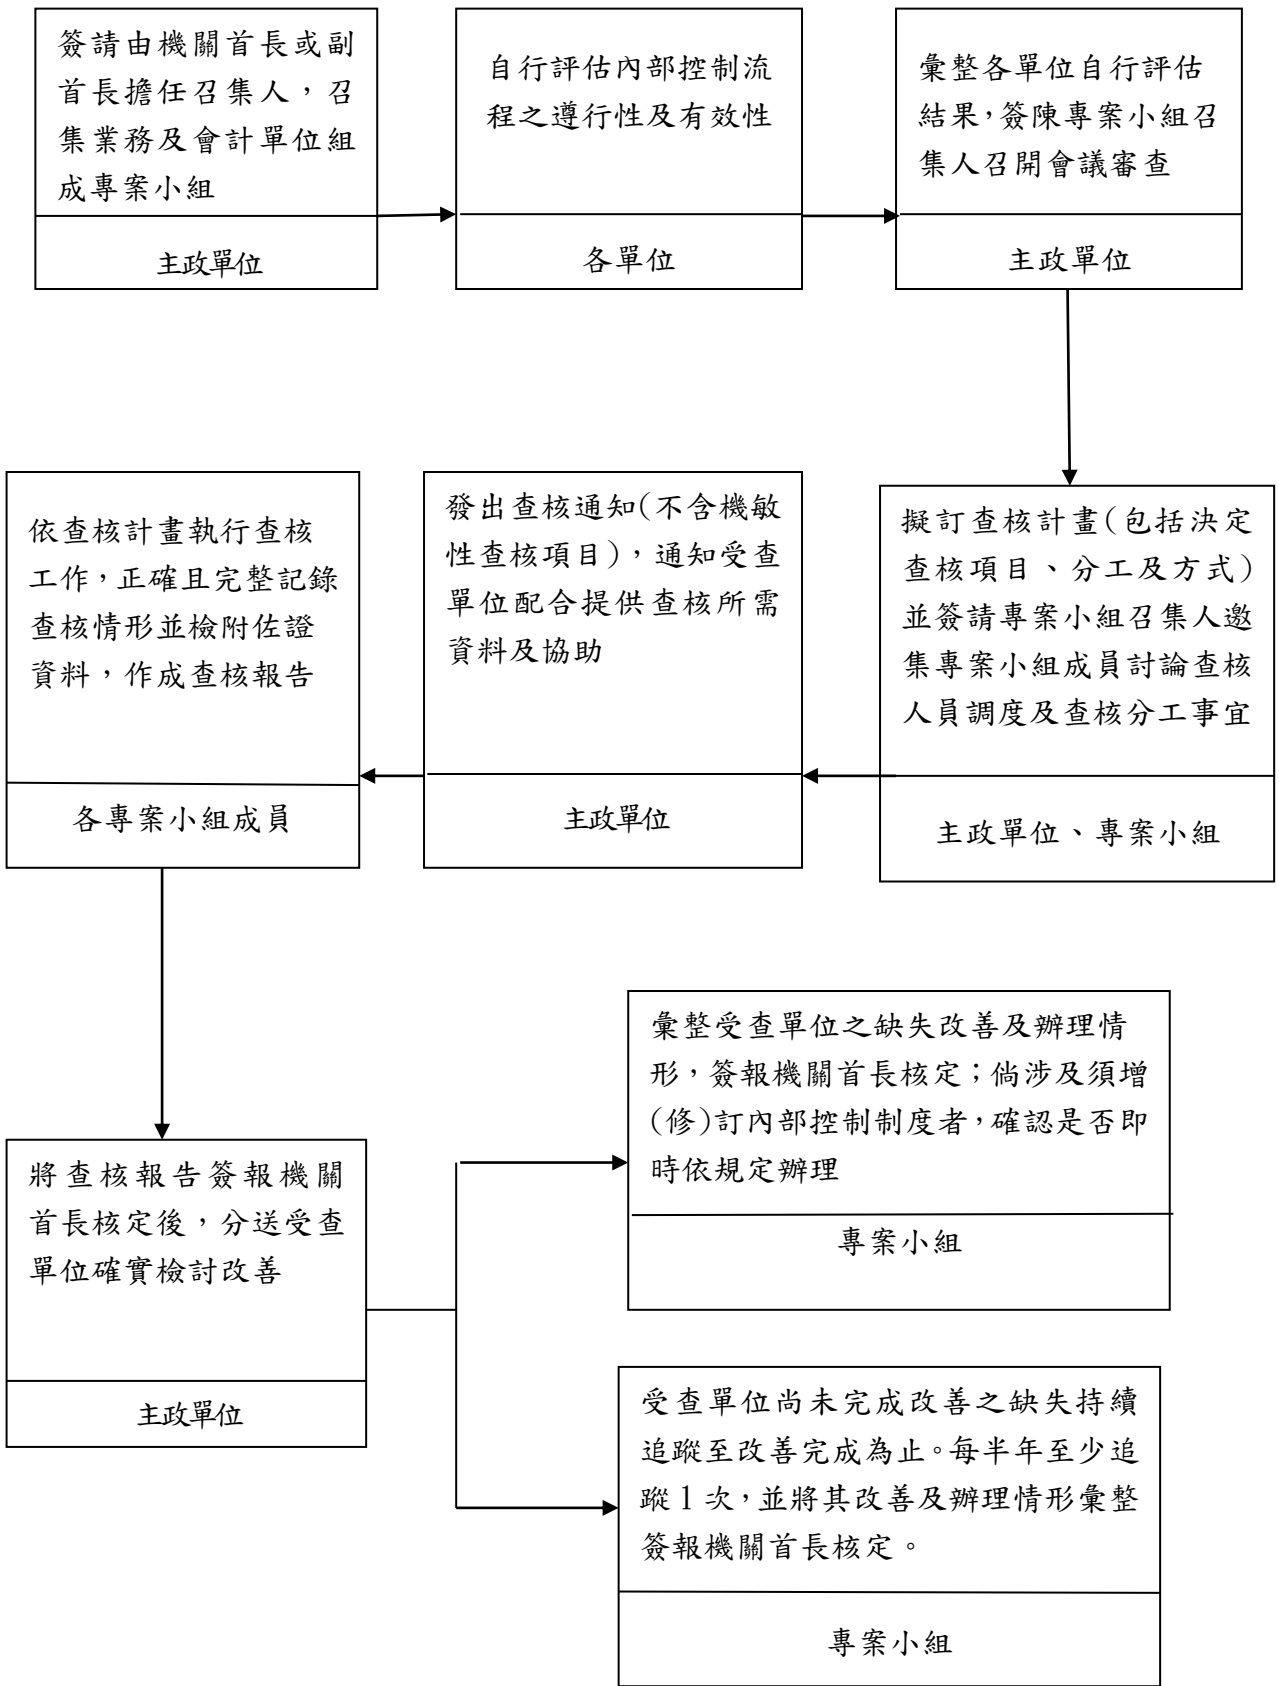 簽請由機關首長或副
首長擔任召集人，召
集業務及會計單位組
成專案小組
主政單位
自行評估內部控制流
程之遵行性及有效性
各單位
彙整各單位自行評估
結果，簽陳專案小組召
集人召開會議審查
主政單位
擬訂查核計畫(包括決定
查核項目、分工及方式)
並簽請專案小組召集人邀
集專案小組成員討論查核
人員調度及查核分工事宜
主政單位、專案小組
發出查核通知(不含機敏
性查核項目)，通知受查
單位配合提供查核所需
資料及協助
主政單位
依查核計畫執行查核
工作，正確且完整記錄
查核情形並檢附佐證
資料，作成查核報告
各專案小組成員
將查核報告簽報機關
首長核定後，分送受查
單位確實檢討改善
主政單位
彙整受查單位之缺失改善及辦理情
形，簽報機關首長核定；倘涉及須增
(修)訂內部控制制度者，確認是否即
時依規定辦理
專案小組
受查單位尚未完成改善之缺失持續
追蹤至改善完成為止。每半年至少追
蹤1次，並將其改善及辦理情形彙整
簽報機關首長核定。
專案小組